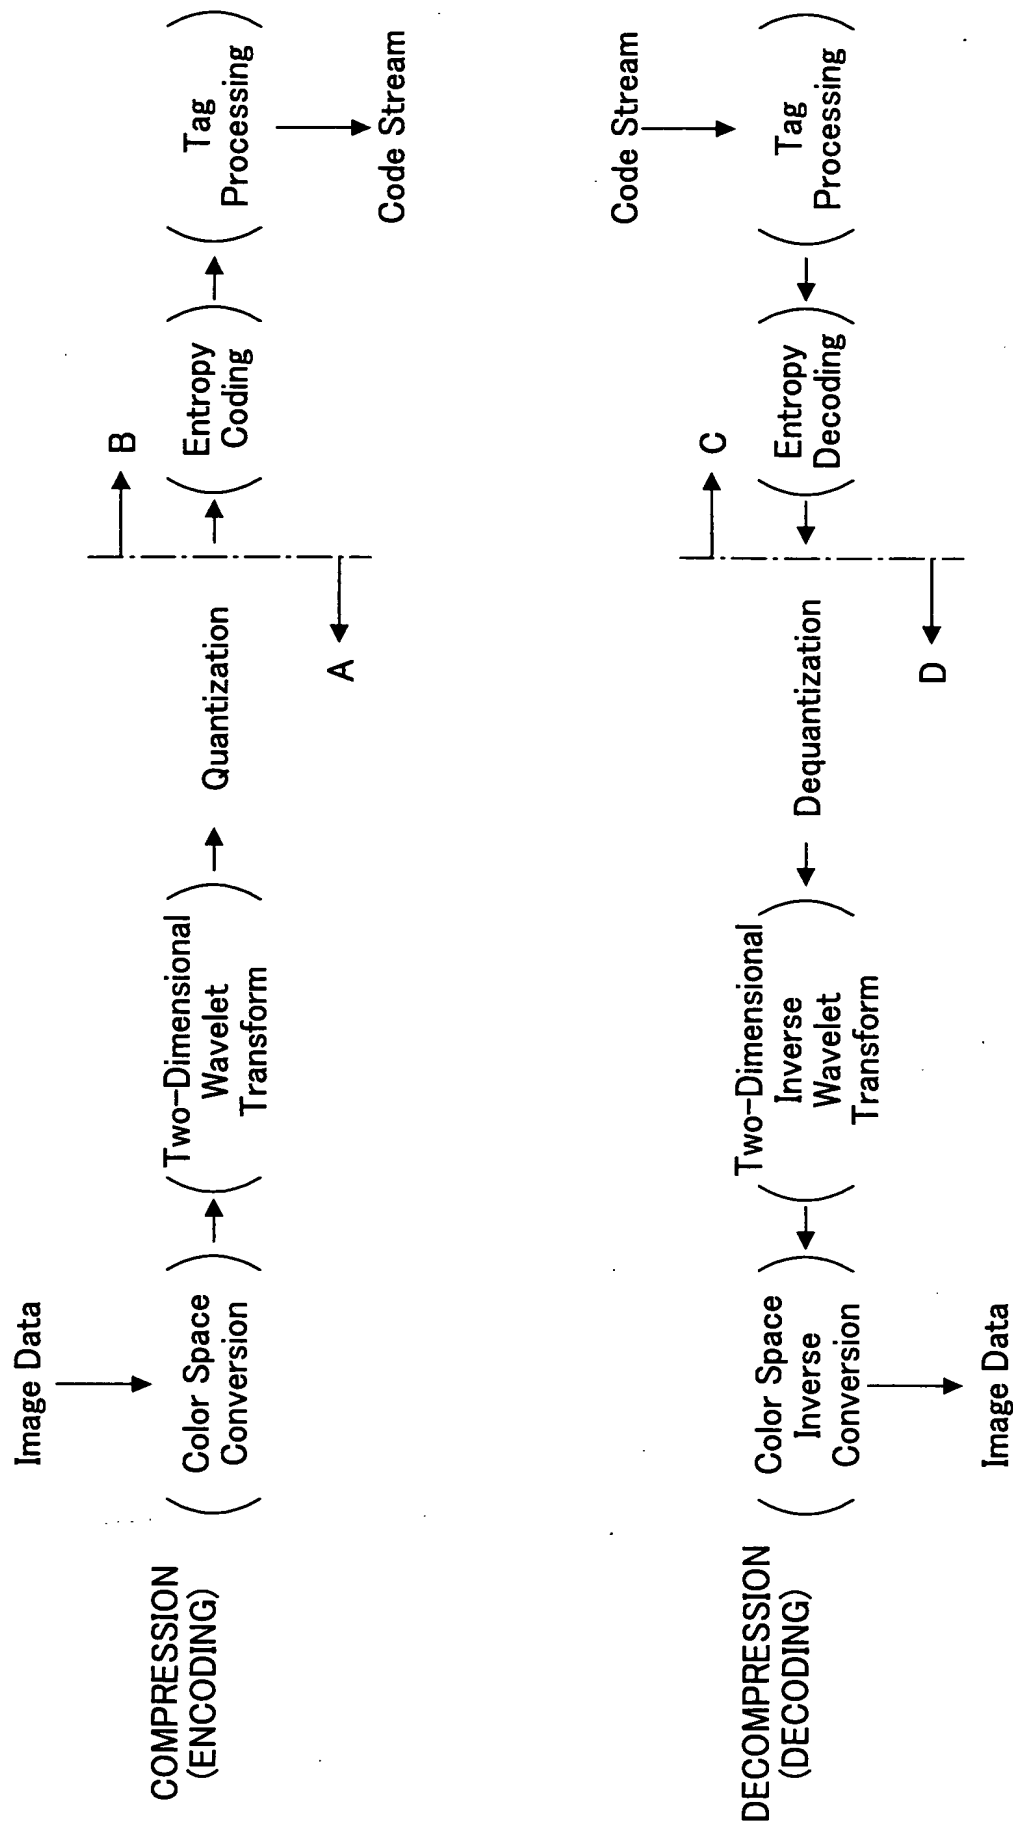 COMPRESSION
(ENCODING)
Image Data
Color Space
Conversion
Two-Dimensional
Wavelet
Transform
Quantization
A
B
Entropy
Coding
Tag
Processing
Code Stream
DECOMPRESSION
(DECODING)
Color Space
Inverse
Conversion
Image Data
Two-Dimensional
Inverse
Wavelet
Transform
Dequantization
D
C
Entropy
Decoding
Code Stream
Tag
Processing